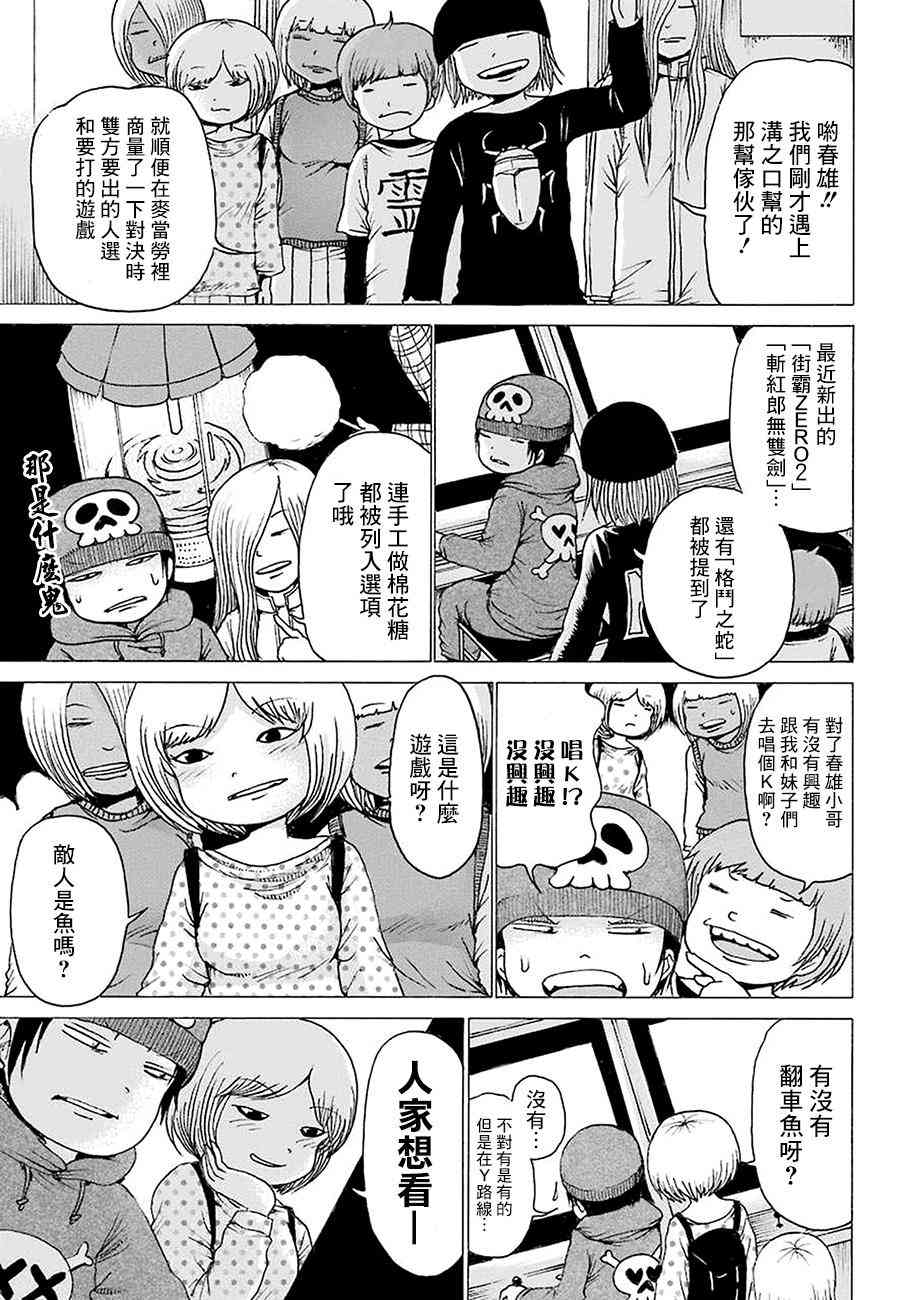 喲春雄!!
我們剛才遇上
溝之口幫的
那幫傢伙了!
就順便在麥當勞裡
商量了一下對決時
雙方要出的人選
和要打的遊戲
靈
最近新出的
「街霸ZERO2」
「斬紅郎無雙劍」…
還有「格鬥之蛇」
都被提到了
連手工做棉花糖
都被列入選項
了哦
那是什麼鬼
對了春雄小哥
有沒有興趣
跟我和妹子們
去唱個K啊?
唱K!?
沒興趣
沒興趣
這是什麼
遊戲呀?
敵人是魚嗎?
有沒有
翻車魚呀?
沒有…
不對有是有的
但是在Y路線…
人家想看—